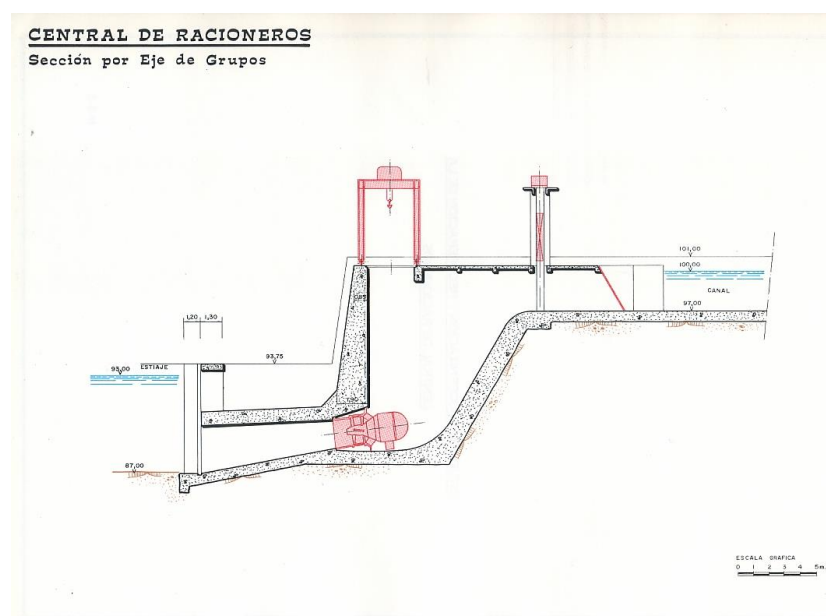 CENTRAL DE RACIONEROS
Sección por Eje de Grupos
101,00
100,00
CANAL
97,00
1,20 1,30
93,75
93,00 ESTIAJE
87,00
ESCALA GRAFICA
0 1 2 3 4 5m.